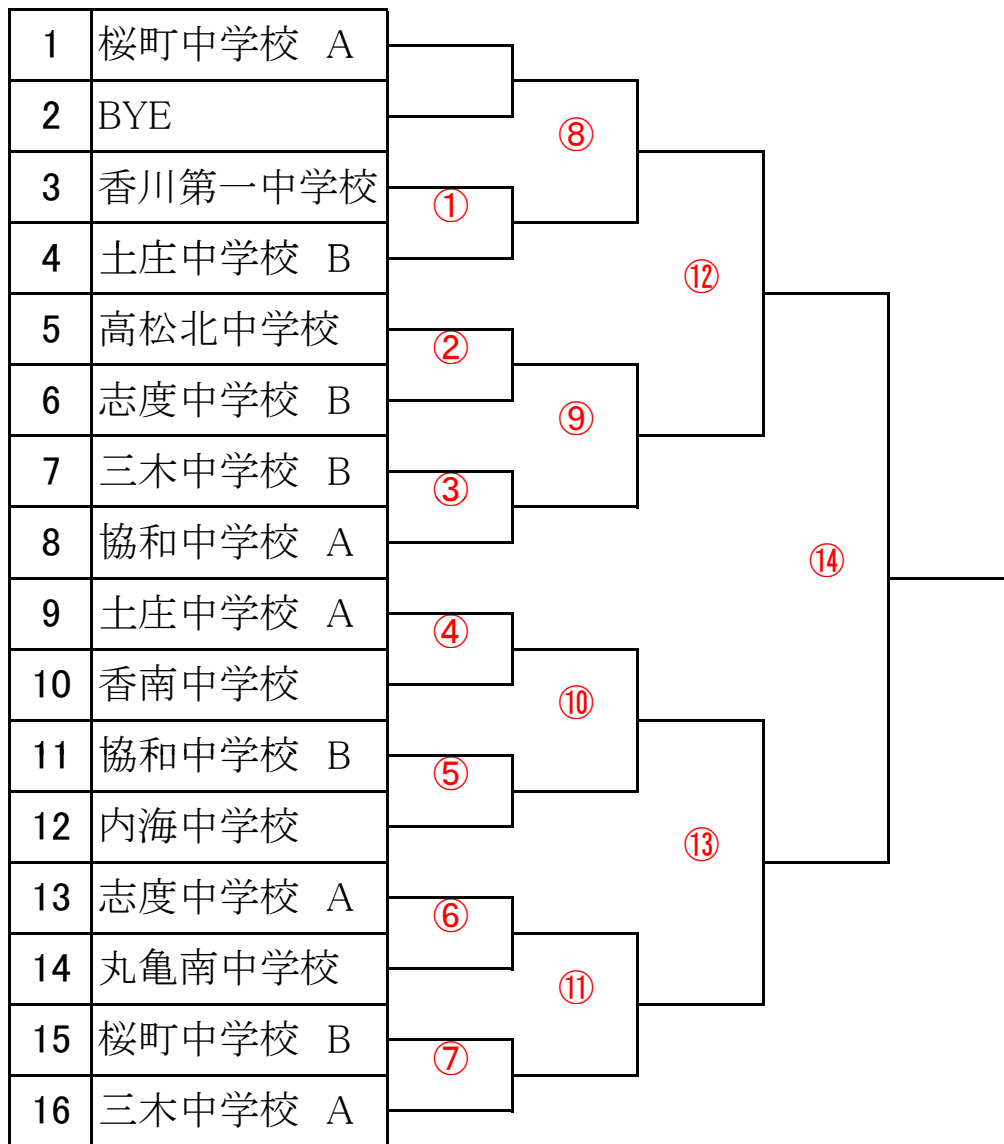 1 桜町中学校 A
2 BYE
3 香川第一中学校
4 土庄中学校 B
5 高松北中学校
6 志度中学校 B
7 三木中学校 B
8 協和中学校 A
9 土庄中学校 A
10 香南中学校
11 協和中学校 B
12 内海中学校
13 志度中学校 A
14 丸亀南中学校
15 桜町中学校 B
16 三木中学校 A
①
②
③
④
⑤
⑥
⑦
⑧
⑨
⑩
⑪
⑫
⑬
⑭